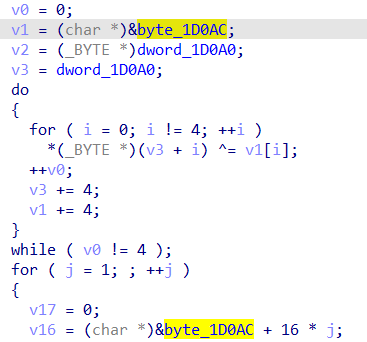 v0 = 0;
v1 = (char *)&byte_1D0AC;
v2 = (_BYTE *)dword_1D0A0;
v3 = dword_1D0A0;
do
{
for ( i = 0; i != 4; ++i )
*(_BYTE *)(v3 + i) ^= v1[i];
++v0;
v3 += 4;
v1 += 4;
}
while ( v0 != 4 );
for ( j = 1; ; ++j )
{
v17 = 0;
v16 = (char *)&byte_1D0AC + 16 * j;